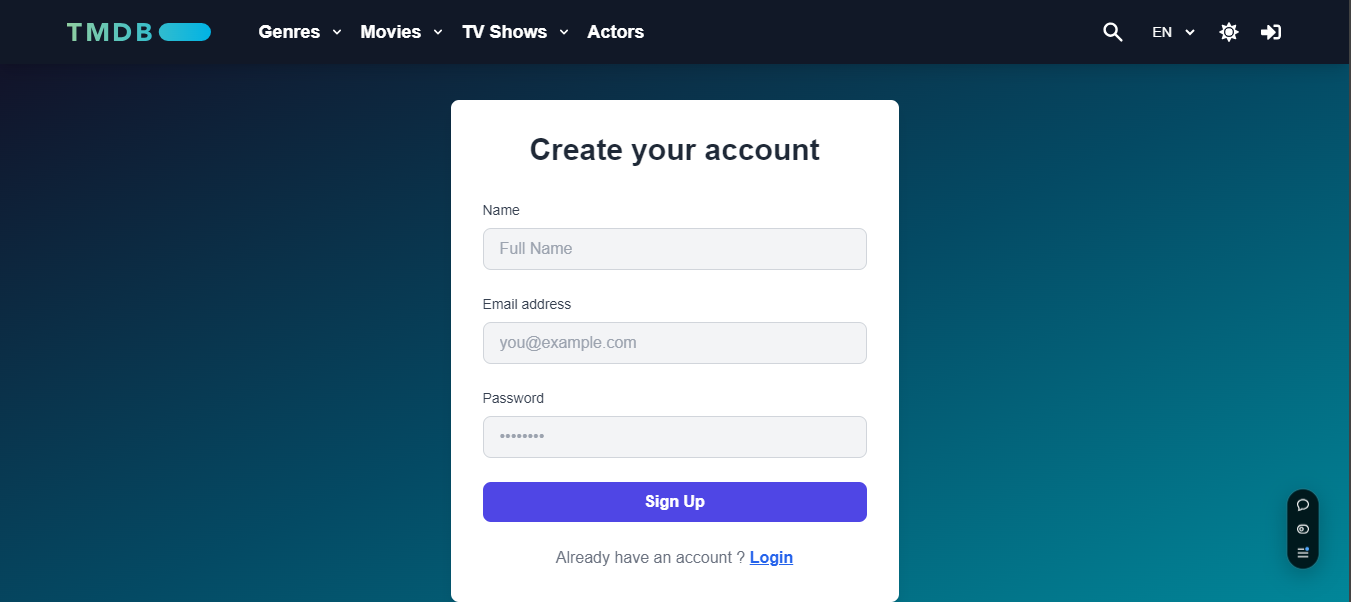 TMDB Genres Movies TV Shows Actors EN
Create your account
Name
Full Name
Email address
you@example.com
Password
••••••••
Sign Up
Already have an account ? Login